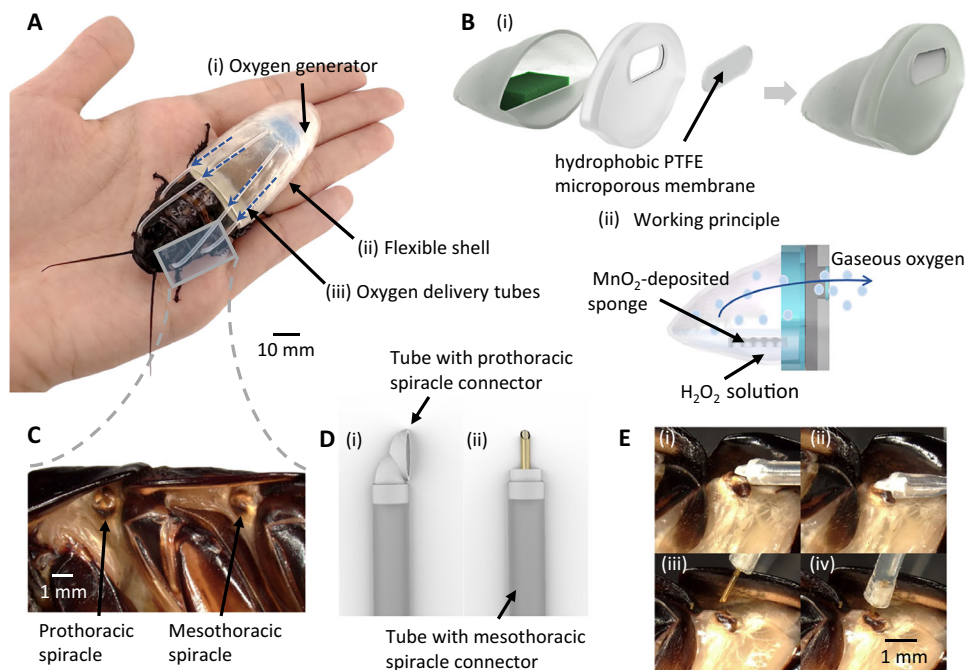 A
(i) Oxygen generator
(ii) Flexible shell
(iii) Oxygen delivery tubes
10 mm
B
(i)
hydrophobic PTFE
microporous membrane
(ii) Working principle
Gaseous oxygen
MnO₂-deposited
sponge
H₂O₂ solution
C
1 mm
Prothoracic
spiracle
Mesothoracic
spiracle
D
Tube with prothoracic
spiracle connector
(i)
(ii)
Tube with mesothoracic
spiracle connector
E
(i)
(ii)
(iii)
(iv)
1 mm